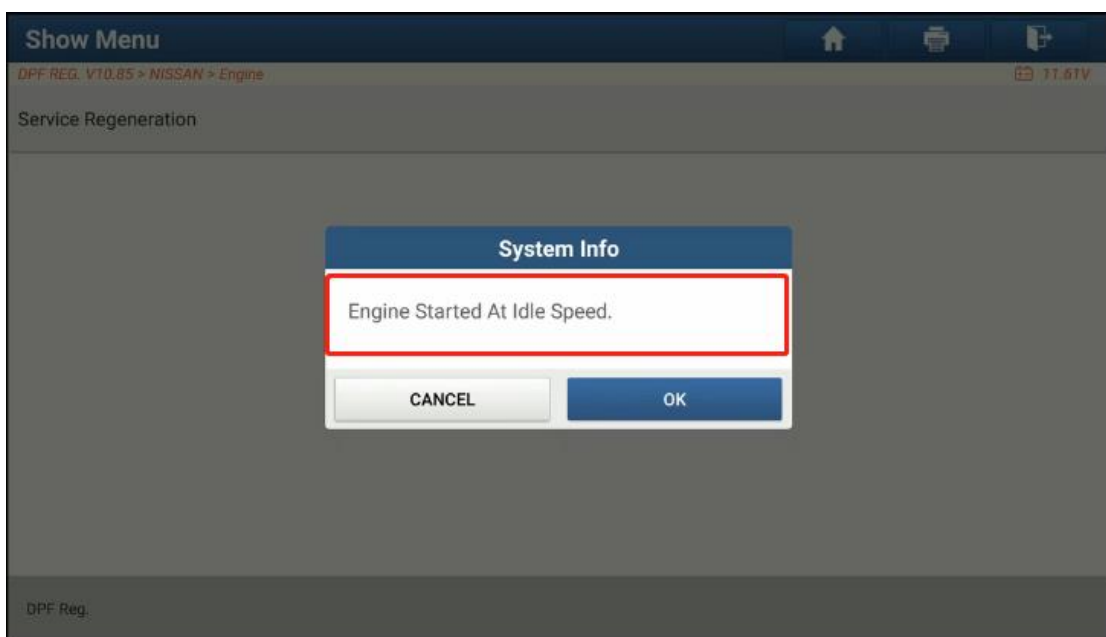 Show Menu
DPF REG. V10.85 > NISSAN > Engine
11.61V
Service Regeneration
System Info
Engine Started At Idle Speed.
CANCEL
OK
DPF Reg.